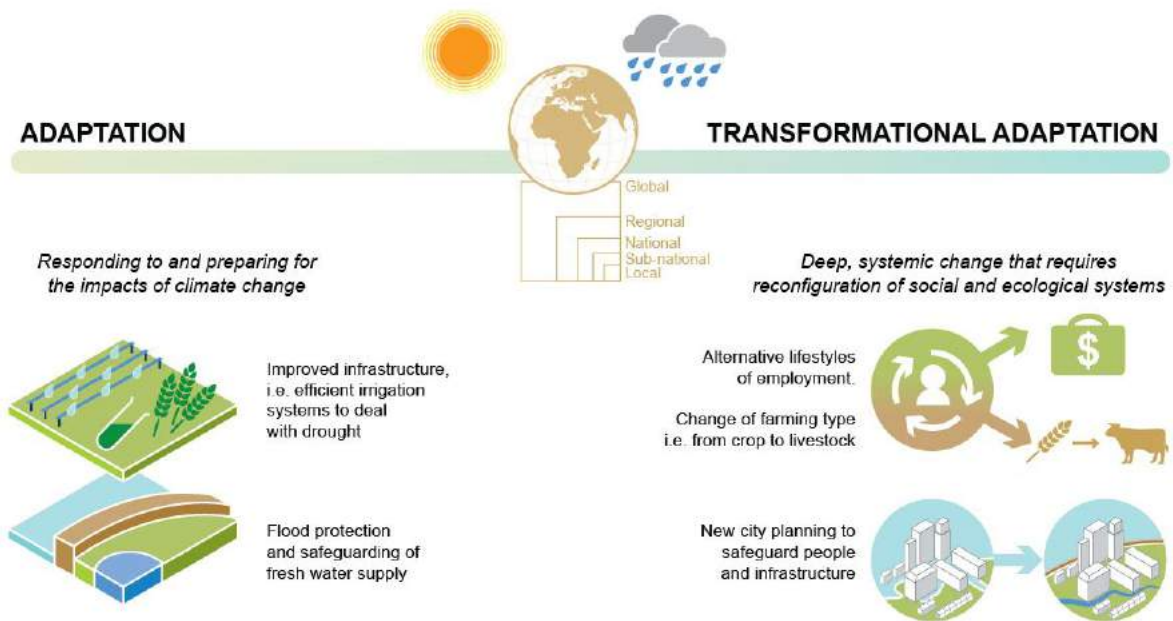 ADAPTATION
TRANSFORMATIONAL ADAPTATION
Global
Regional
National
Sub-national
Local
Responding to and preparing for
the impacts of climate change
Improved infrastructure,
i.e. efficient irrigation
systems to deal
with drought
Flood protection
and safeguarding of
fresh water supply
Deep, systemic change that requires
reconfiguration of social and ecological systems
Alternative lifestyles
of employment.
$
Change of farming type
i.e. from crop to livestock
New city planning to
safeguard people
and infrastructure